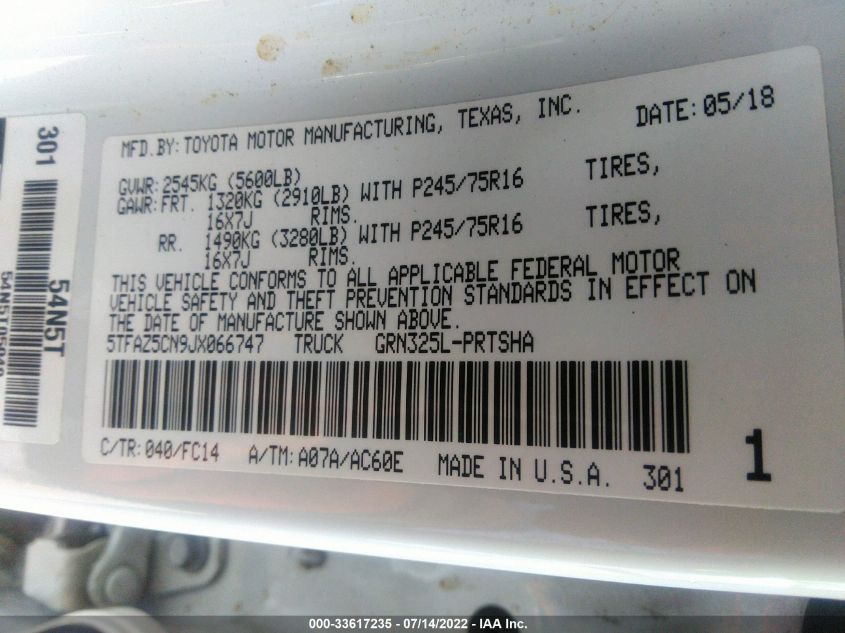 MFD.BY:TOYOTA MOTOR MANUFACTURING, TEXAS, INC. DATE:05/18
GVWR:2545KG (5600LB)
GAWR:FRT. 1320KG (2910LB) WITH P245/75R16 TIRES,
16X7J RIMS.
RR. 1490KG (3280LB) WITH P245/75R16 TIRES,
16X7J RIMS.
THIS VEHICLE CONFORMS TO ALL APPLICABLE FEDERAL MOTOR
VEHICLE SAFETY AND THEFT PREVENTION STANDARDS IN EFFECT ON
THE DATE OF MANUFACTURE SHOWN ABOVE.
5TFAZ5CN9JX066747 TRUCK GRN325L-PRTSHA
C/TR:040/FC14 A/TM:A07A/AC60E MADE IN U.S.A. 301
1
301
54N5T
000-33617235 - 07/14/2022 - IAA Inc.